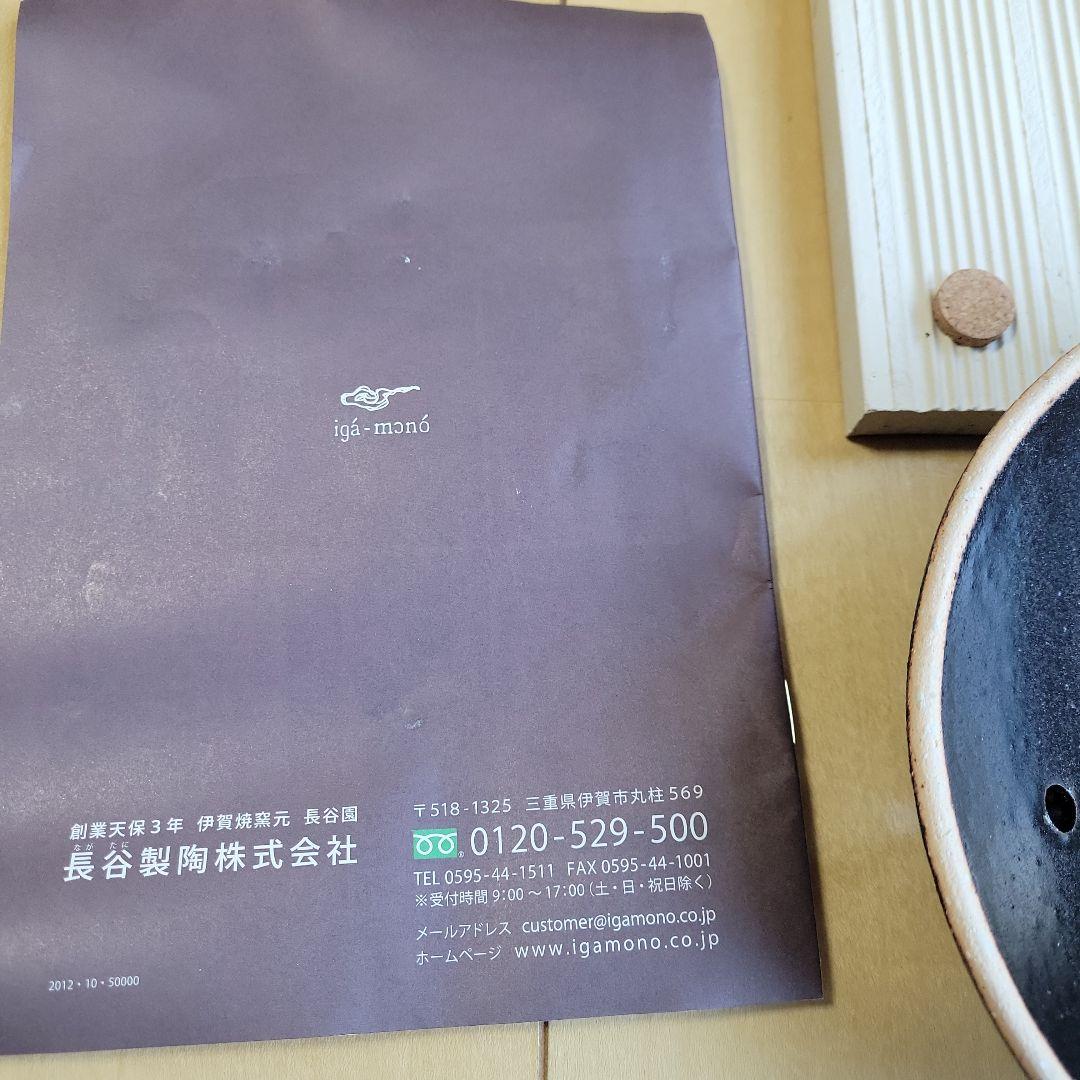 igá-mɔnó
創業天保3年 伊賀焼窯元 長谷園
なが たに
長谷製陶株式会社
2012・10・50000
〒518-1325 三重県伊賀市丸柱569
0120-529-500
TEL 0595-44-1511 FAX 0595-44-1001
※受付時間 9:00～17:00(土・日・祝日除く)
メールアドレス customer@igamono.co.jp
ホームページ www.igamono.co.jp